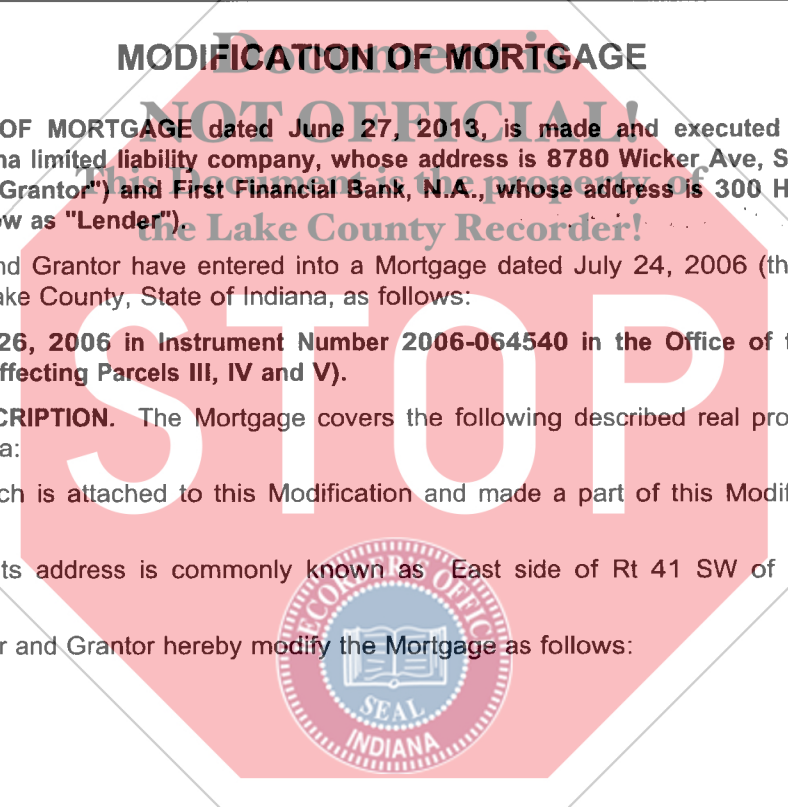 MODIFICATION OF MORTGAGE
Document is
NOT OFFICIAL!
This Document is the property of
the Lake County Recorder!
OF MORTGAGE dated June 27, 2013, is made and executed
na limited liability company, whose address is 8780 Wicker Ave, S
Grantor") and First Financial Bank, N.A., whose address is 300 H
ow as "Lender").
nd Grantor have entered into a Mortgage dated July 24, 2006 (th
ake County, State of Indiana, as follows:
26, 2006 in Instrument Number 2006-064540 in the Office of t
ffecting Parcels III, IV and V).
CRIPTION. The Mortgage covers the following described real pro
a:
ch is attached to this Modification and made a part of this Modif
ts address is commonly known as East side of Rt 41 SW of
r and Grantor hereby modify the Mortgage as follows:
STOP
RECORDER'S OFFICE
SEAL
INDIANA